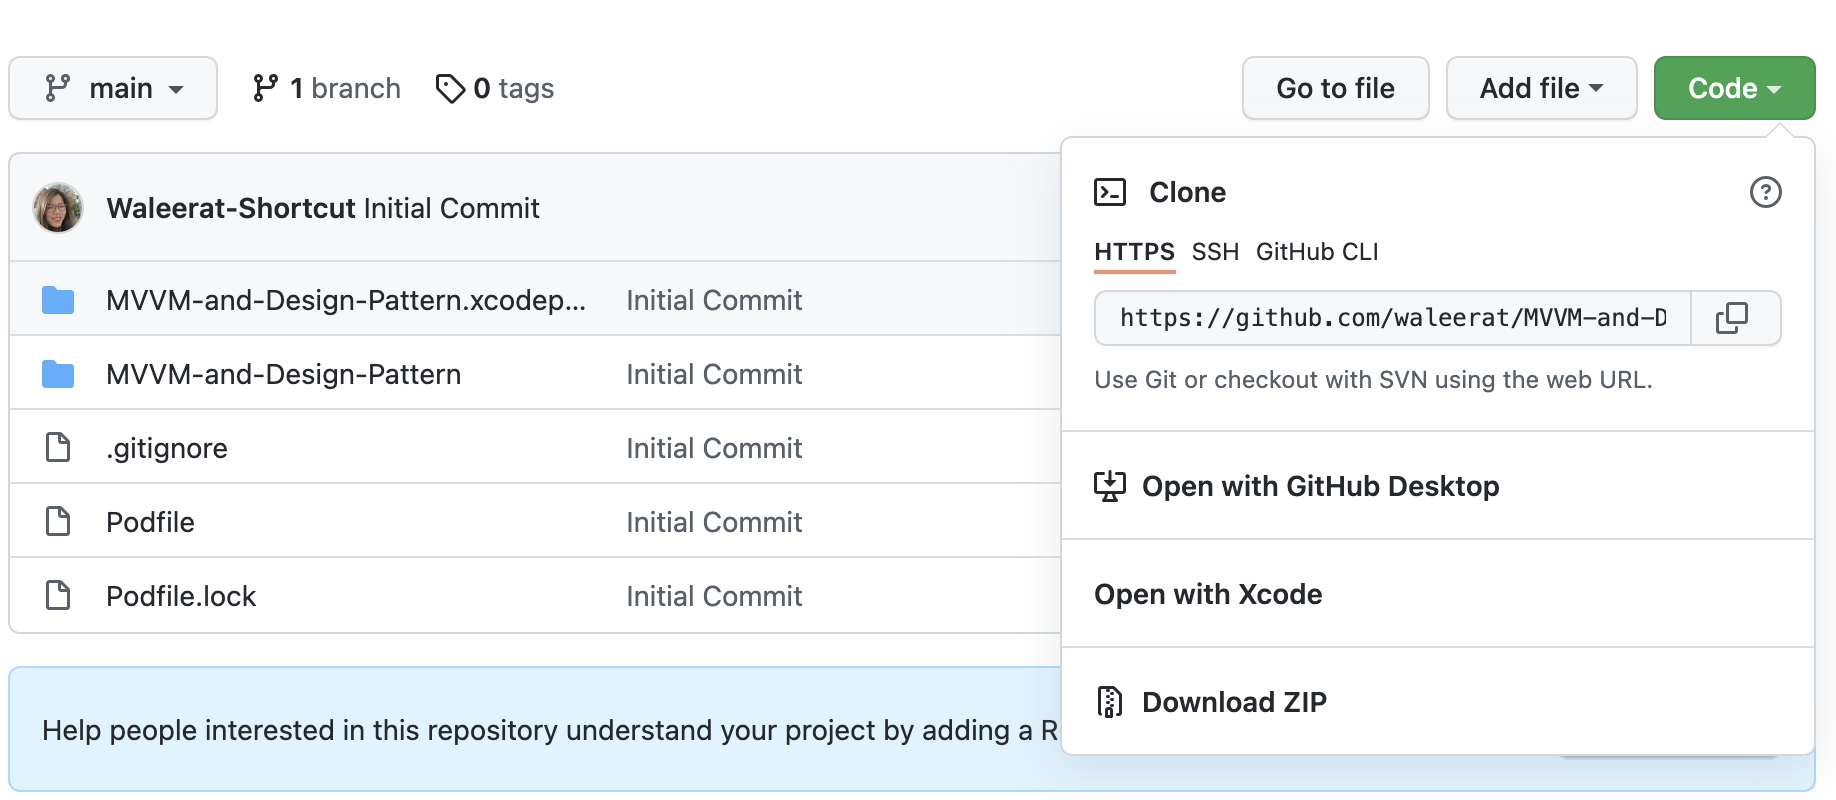 main
1 branch
0 tags
Go to file
Add file
Code
Waleerat-Shortcut Initial Commit
MVVM-and-Design-Pattern.xcodep... Initial Commit
MVVM-and-Design-Pattern Initial Commit
.gitignore Initial Commit
Podfile Initial Commit
Podfile.lock Initial Commit
Help people interested in this repository understand your project by adding a R
Clone
HTTPS SSH GitHub CLI
https://github.com/waleerat/MVVM-and-D
Use Git or checkout with SVN using the web URL.
Open with GitHub Desktop
Open with Xcode
Download ZIP